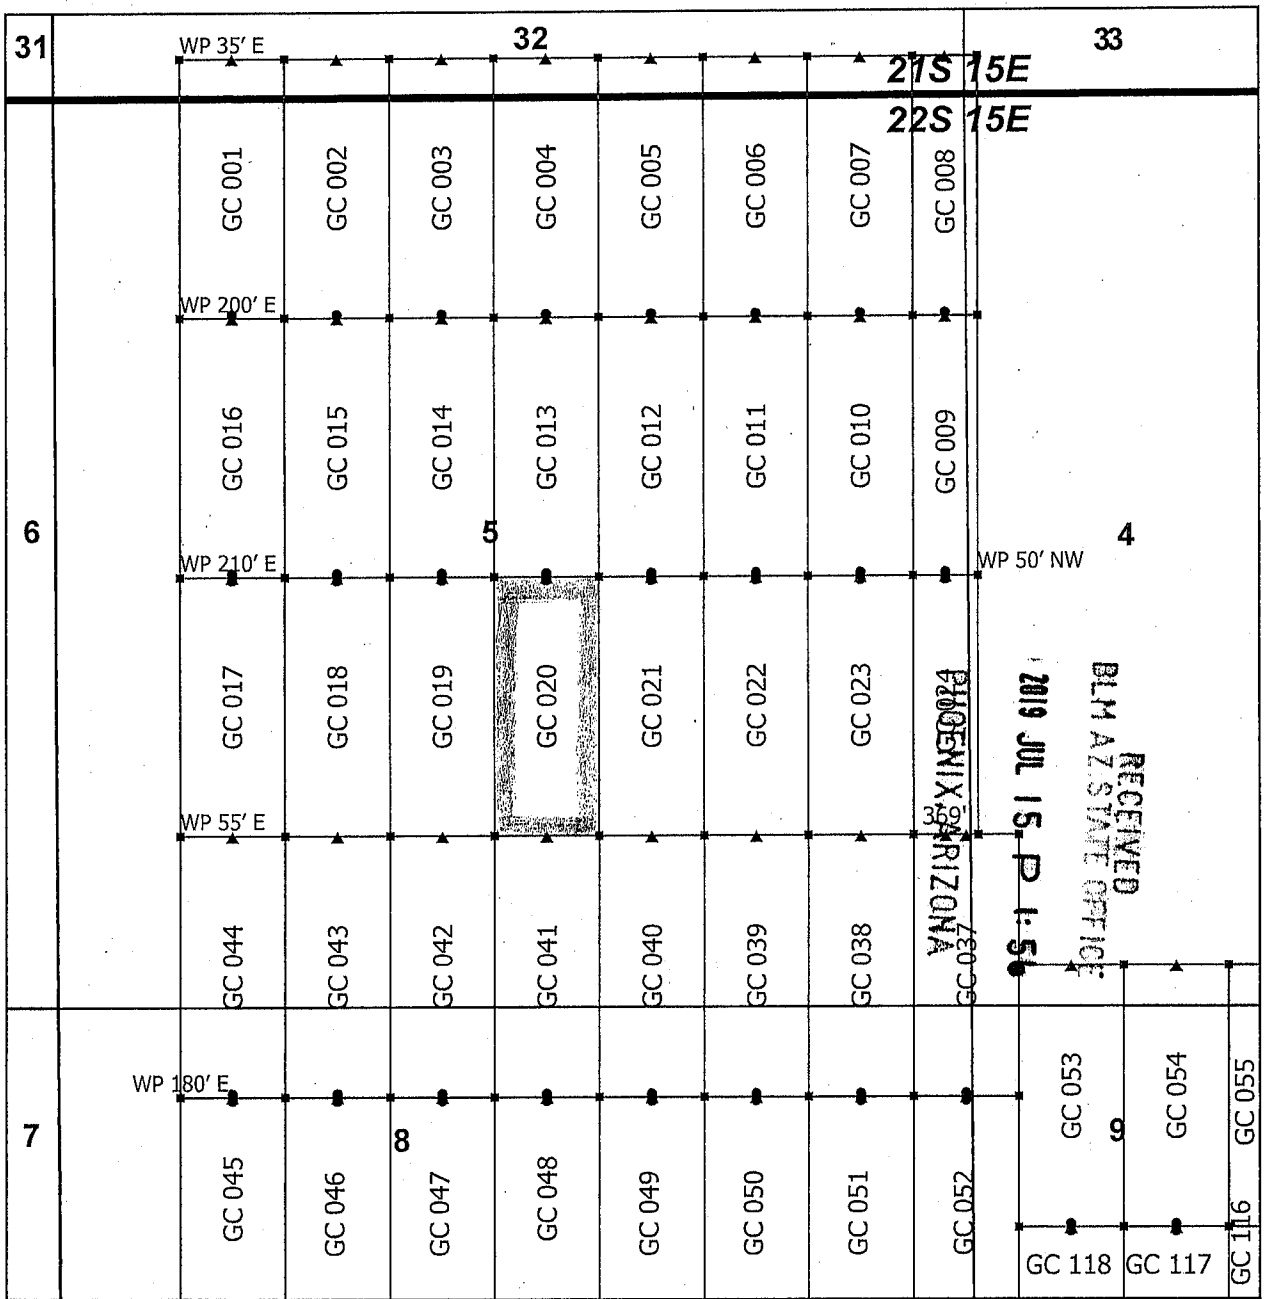 31
32
33
WP 35' E
21S 15E
22S 15E
GC 001
GC 002
GC 003
GC 004
GC 005
GC 006
GC 007
GC 008
WP 200' E
GC 016
GC 015
GC 014
GC 013
GC 012
GC 011
GC 010
GC 009
6
5
4
WP 210' E
WP 50' NW
GC 017
GC 018
GC 019
GC 020
GC 021
GC 022
GC 023
GC 024
RECEIVED
BLM AZ STATE OFFICE
2019 JUL 15 P 1:56
PHOENIX ARIZONA
WP 55' E
369'
GC 044
GC 043
GC 042
GC 041
GC 040
GC 039
GC 038
GC 037
WP 180' E
7
8
9
GC 053
GC 054
GC 055
GC 045
GC 046
GC 047
GC 048
GC 049
GC 050
GC 051
GC 052
GC 118
GC 117
GC 116